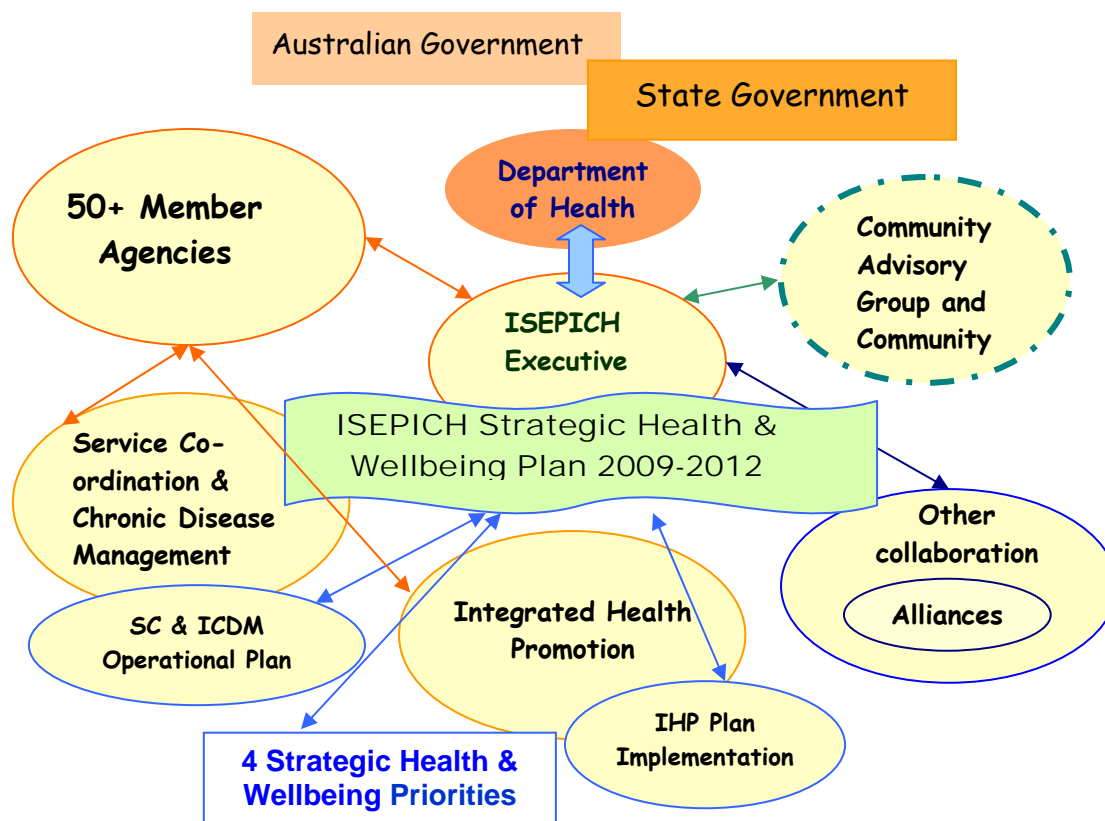 Australian Government
State Government
Department
of Health
50+ Member
Agencies
Community
Advisory
Group and
Community
ISEPICH
Executive
ISEPICH Strategic Health &
Wellbeing Plan 2009-2012
Service Co-
ordination &
Chronic Disease
Management
Other
collaboration
Alliances
SC & ICDM
Operational Plan
Integrated Health
Promotion
IHP Plan
Implementation
4 Strategic Health &
Wellbeing Priorities